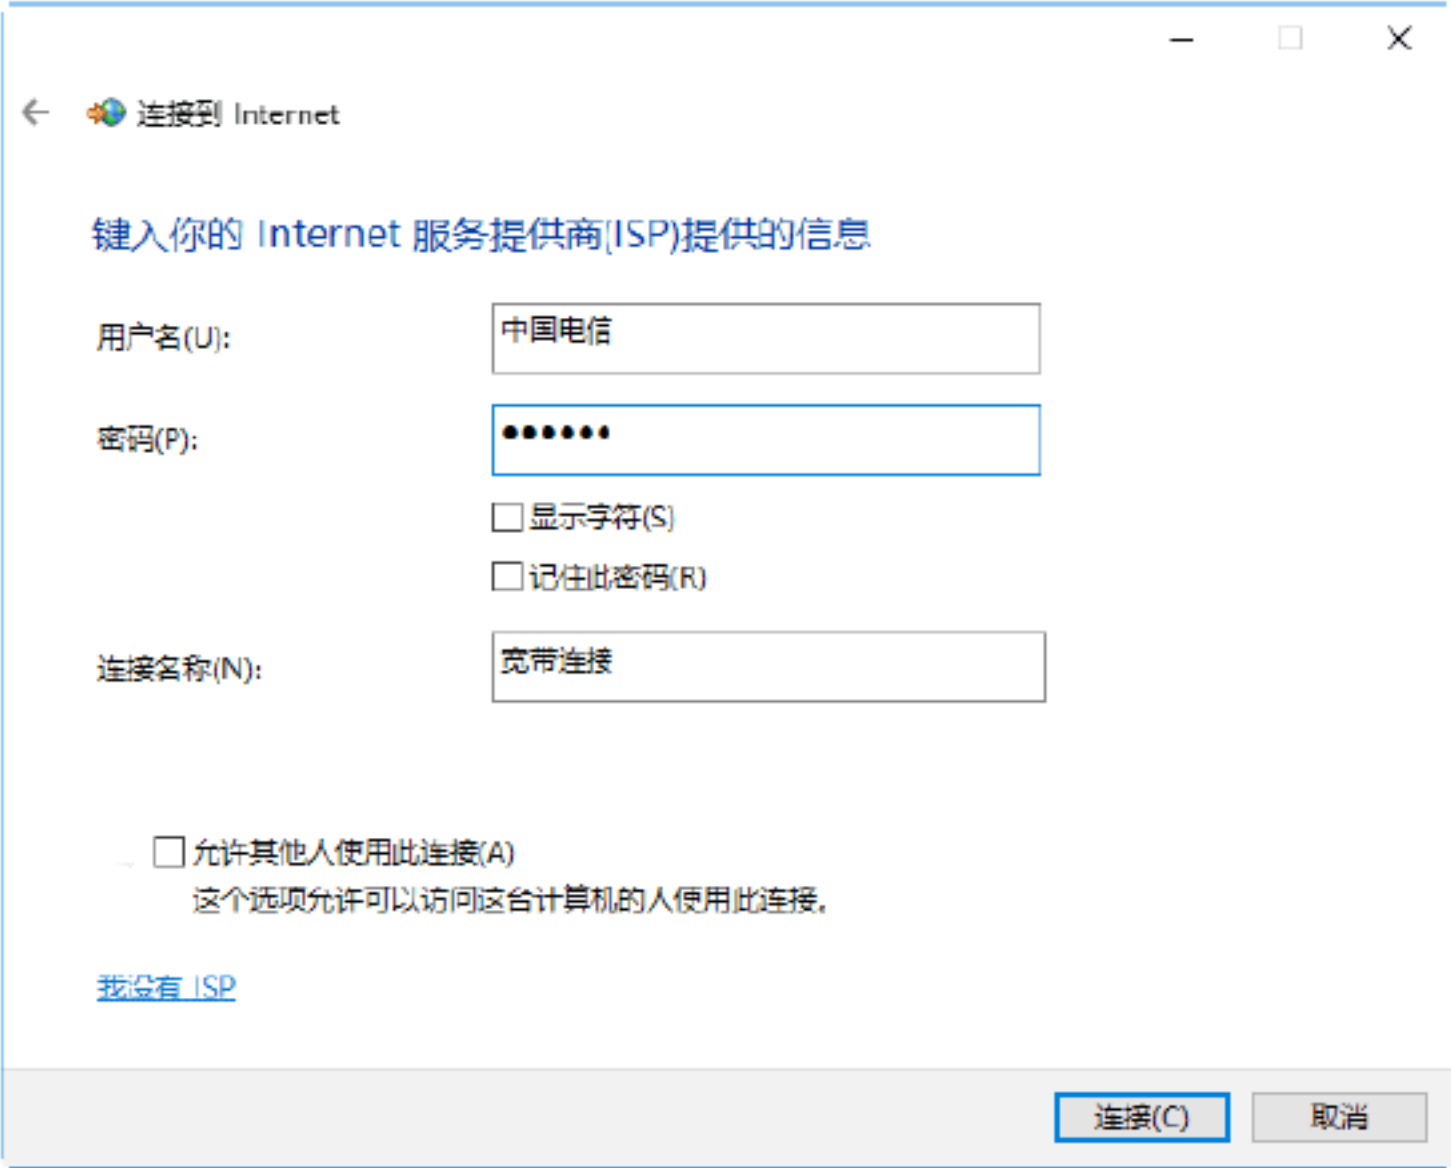 连接到 Internet
键入你的 Internet 服务提供商(ISP)提供的信息
用户名(U):
中国电信
密码(P):
●●●●●●
显示字符(S)
记住此密码(R)
连接名称(N):
宽带连接
允许其他人使用此连接(A)
这个选项允许可以访问这台计算机的人使用此连接。
我没有 ISP
连接(C)
取消